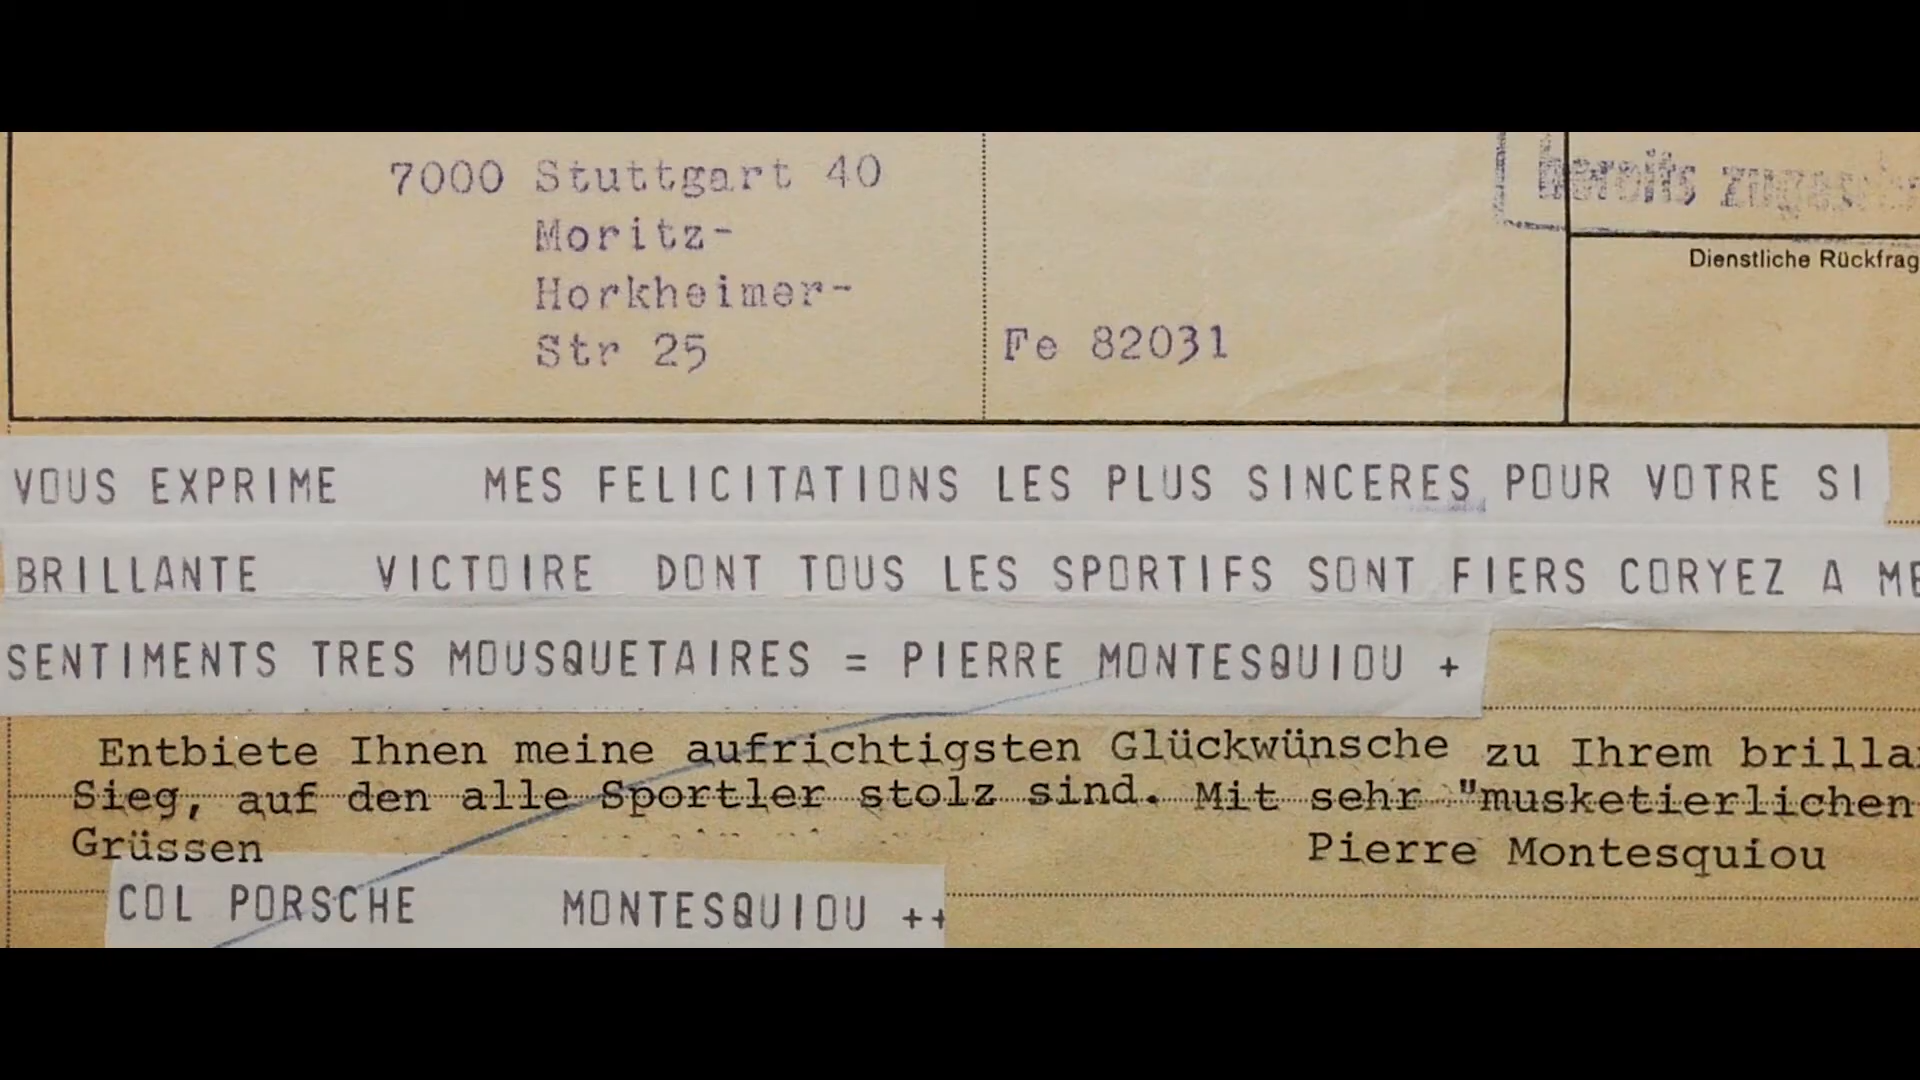 7000 Stuttgart 40
Moritz-
Horkheimer-
Str 25
Fe 82031
bereits
Dienstliche Rückfrag
VOUS EXPRIME MES FELICITATIONS LES PLUS SINCERES POUR VOTRE SI
BRILLANTE VICTOIRE DONT TOUS LES SPORTIFS SONT FIERS CORYEZ A ME
SENTIMENTS TRES MOUSQUETAIRES = PIERRE MONTESQUIOU +
Entbiete Ihnen meine aufrichtigsten Glückwünsche zu Ihrem brilla
Sieg, auf den alle Sportler stolz sind. Mit sehr "musketierlichen
Grüssen Pierre Montesquiou
COL PORSCHE MONTESQUIOU ++